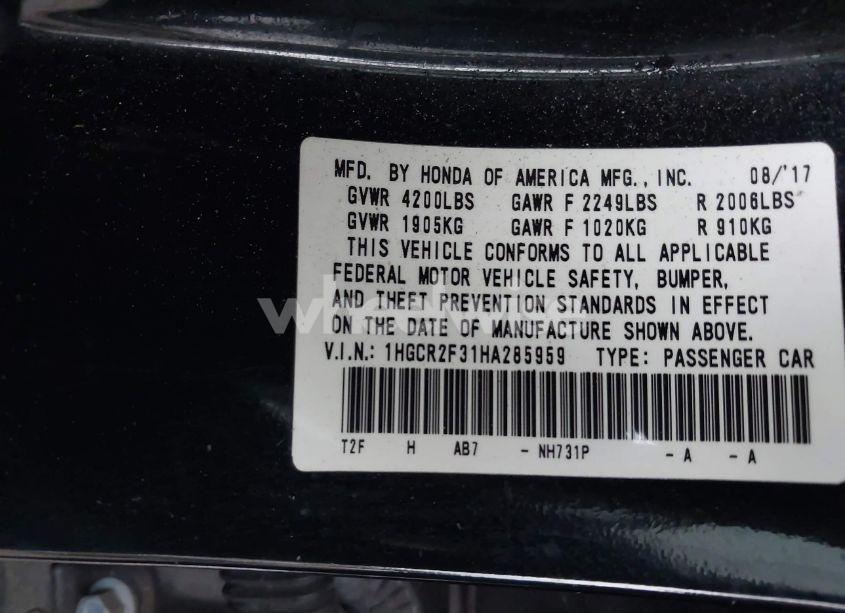 MFD. BY HONDA OF AMERICA MFG., INC. 08/'17
GVWR 4200LBS GAWR F 2249LBS R 2006LBS
GVWR 1905KG GAWR F 1020KG R 910KG
THIS VEHICLE CONFORMS TO ALL APPLICABLE
FEDERAL MOTOR VEHICLE SAFETY, BUMPER,
AND THEFT PREVENTION STANDARDS IN EFFECT
ON THE DATE OF MANUFACTURE SHOWN ABOVE.
V.I.N.: 1HGCR2F31HA285959 TYPE: PASSENGER CAR
T2F H AB7 - NH731P - A - A